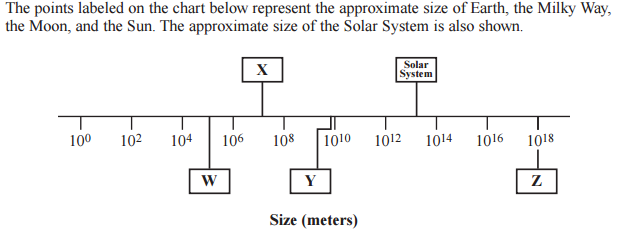 The points labeled on the chart below represent the approximate size of Earth, the Milky Way,
the Moon, and the Sun. The approximate size of the Solar System is also shown.
X
Solar
System
10⁰ 10² 10⁴ 10⁶ 10⁸ 10¹⁰ 10¹² 10¹⁴ 10¹⁶ 10¹⁸
W
Y
Z
Size (meters)